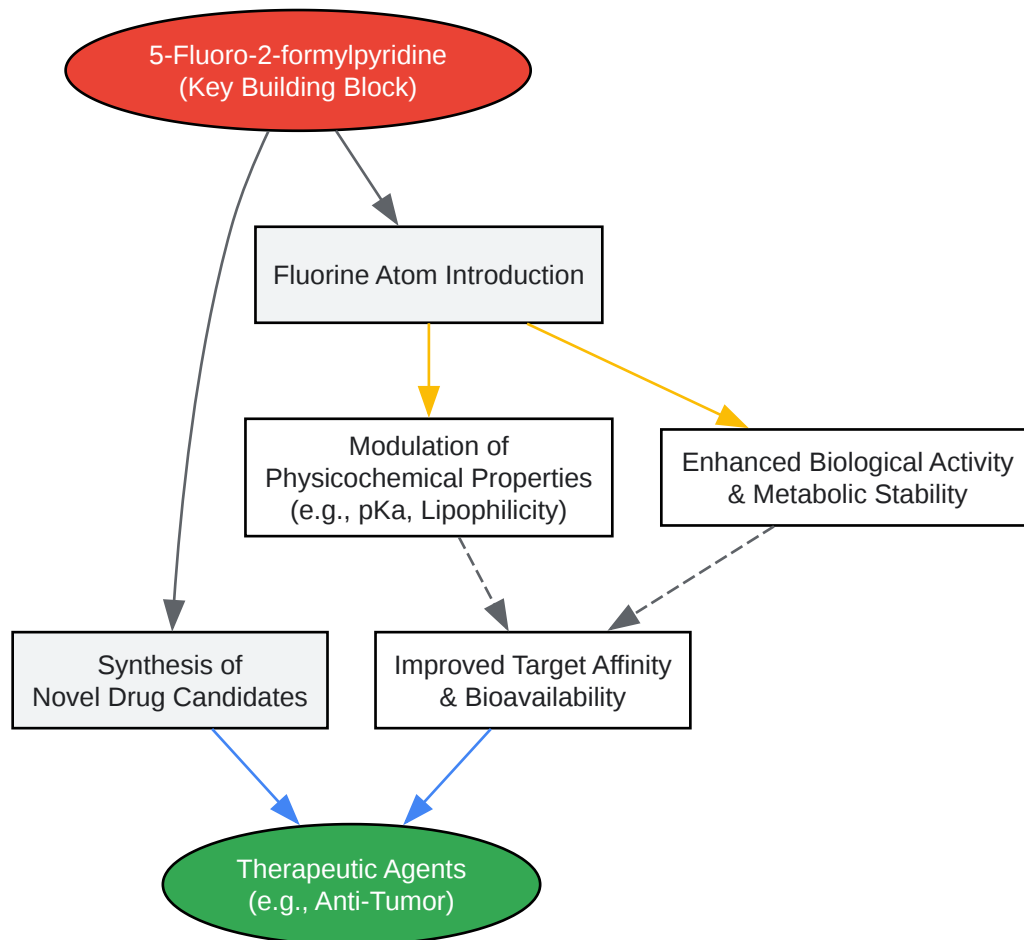 5-Fluoro-2-formylpyridine
(Key Building Block)
Fluorine Atom Introduction
Modulation of
Physicochemical Properties
(e.g., pKa, Lipophilicity)
Enhanced Biological Activity
& Metabolic Stability
Synthesis of
Novel Drug Candidates
Improved Target Affinity
& Bioavailability
Therapeutic Agents
(e.g., Anti-Tumor)